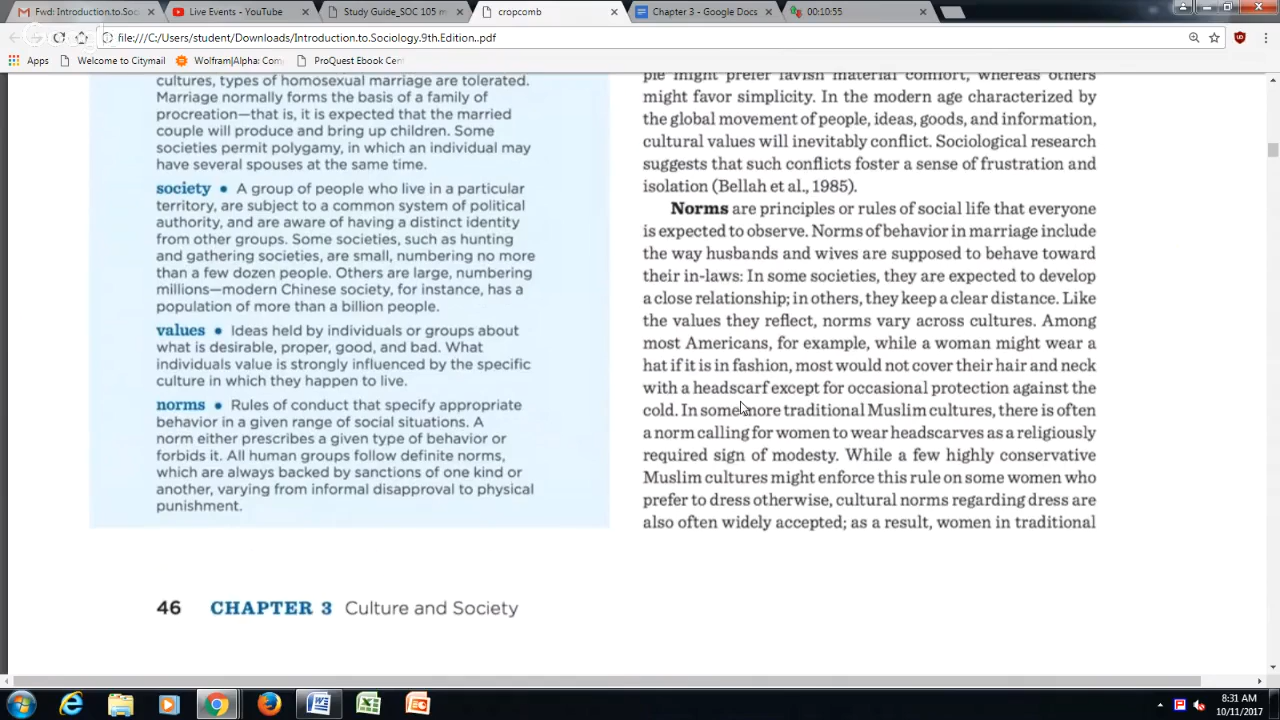 Fwd: Introduction.to.Soc
Live Events - YouTube
Study Guide_SOC 105 m
cropcomb
Chapter 3 - Google Docs
00:10:55
file:///C:/Users/student/Downloads/Introduction.to.Sociology.9th.Edition..pdf
Apps
Welcome to Citymail
Wolfram|Alpha: Com
ProQuest Ebook Cen
cultures, types of homosexual marriage are tolerated.
Marriage normally forms the basis of a family of
procreation—that is, it is expected that the married
couple will produce and bring up children. Some
societies permit polygamy, in which an individual may
have several spouses at the same time.
society • A group of people who live in a particular
territory, are subject to a common system of political
authority, and are aware of having a distinct identity
from other groups. Some societies, such as hunting
and gathering societies, are small, numbering no more
than a few dozen people. Others are large, numbering
millions—modern Chinese society, for instance, has a
population of more than a billion people.
values • Ideas held by individuals or groups about
what is desirable, proper, good, and bad. What
individuals value is strongly influenced by the specific
culture in which they happen to live.
norms • Rules of conduct that specify appropriate
behavior in a given range of social situations. A
norm either prescribes a given type of behavior or
forbids it. All human groups follow definite norms,
which are always backed by sanctions of one kind or
another, varying from informal disapproval to physical
punishment.
ple might prefer lavish material comfort, whereas others
might favor simplicity. In the modern age characterized by
the global movement of people, ideas, goods, and information,
cultural values will inevitably conflict. Sociological research
suggests that such conflicts foster a sense of frustration and
isolation (Bellah et al., 1985).
Norms are principles or rules of social life that everyone
is expected to observe. Norms of behavior in marriage include
the way husbands and wives are supposed to behave toward
their in-laws: In some societies, they are expected to develop
a close relationship; in others, they keep a clear distance. Like
the values they reflect, norms vary across cultures. Among
most Americans, for example, while a woman might wear a
hat if it is in fashion, most would not cover their hair and neck
with a headscarf except for occasional protection against the
cold. In some more traditional Muslim cultures, there is often
a norm calling for women to wear headscarves as a religiously
required sign of modesty. While a few highly conservative
Muslim cultures might enforce this rule on some women who
prefer to dress otherwise, cultural norms regarding dress are
also often widely accepted; as a result, women in traditional
46 CHAPTER 3 Culture and Society
8:31 AM
10/11/2017